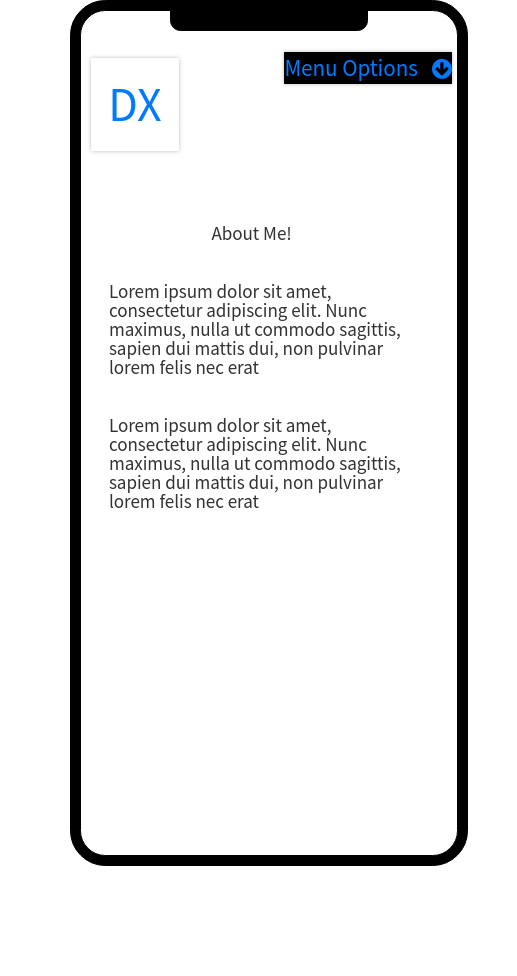 Menu Options
DX
About Me!
Lorem ipsum dolor sit amet,
consectetur adipiscing elit. Nunc
maximus, nulla ut commodo sagittis,
sapien dui mattis dui, non pulvinar
lorem felis nec erat
Lorem ipsum dolor sit amet,
consectetur adipiscing elit. Nunc
maximus, nulla ut commodo sagittis,
sapien dui mattis dui, non pulvinar
lorem felis nec erat